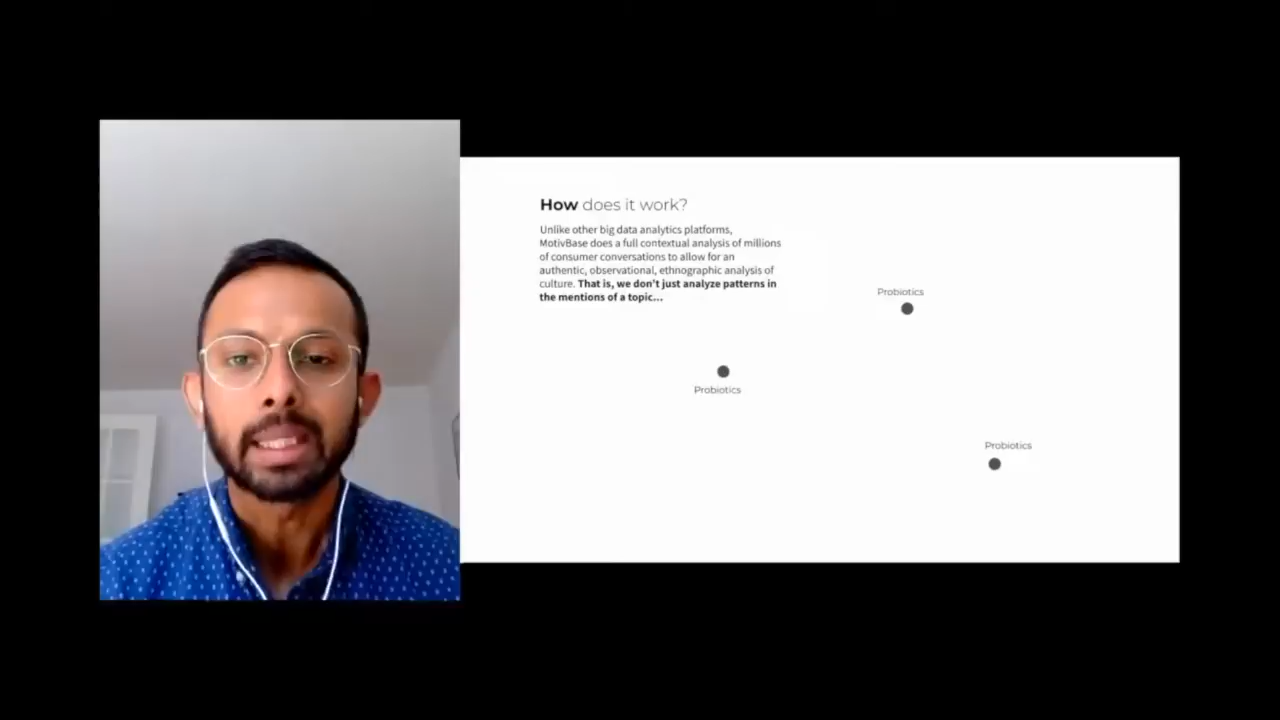 How does it work?
Unlike other big data analytics platforms,
MotivBase does a full contextual analysis of millions
of consumer conversations to allow for an
authentic, observational, ethnographic analysis of
culture. That is, we don't just analyze patterns in
the mentions of a topic...
Probiotics
Probiotics
Probiotics